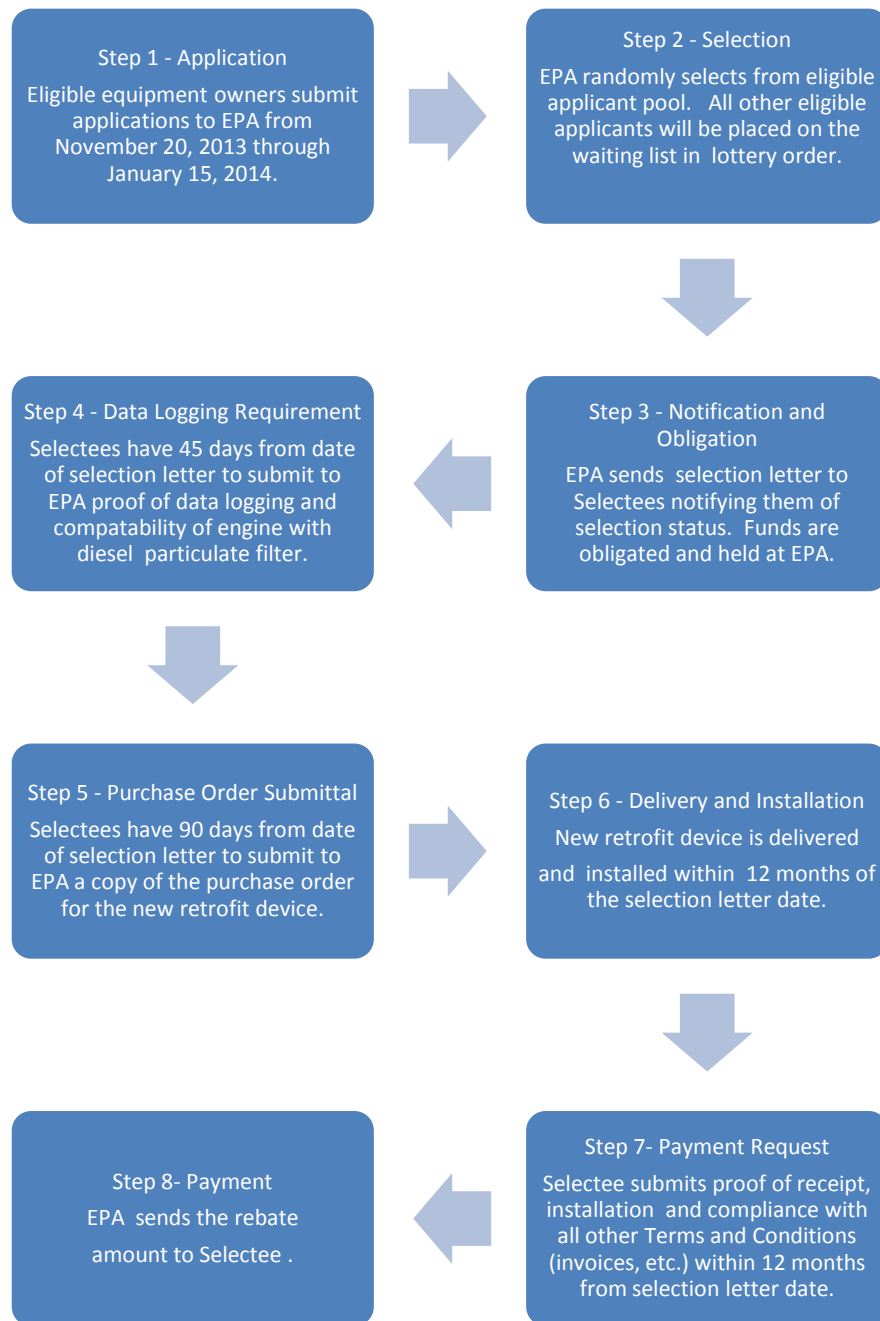 Step 1 - Application
Eligible equipment owners submit
applications to EPA from
November 20, 2013 through
January 15, 2014.
Step 2 - Selection
EPA randomly selects from eligible
applicant pool.   All other eligible
applicants will be placed on the
waiting list in  lottery order.
Step 3 - Notification and
Obligation
EPA sends  selection letter to
Selectees notifying them of
selection status.  Funds are
obligated and held at EPA.
Step 4 - Data Logging Requirement
Selectees have 45 days from date
of selection letter to submit to
EPA proof of data logging and
compatability of engine with
diesel  particulate filter.
Step 5 - Purchase Order Submittal
Selectees have 90 days from date
of selection letter to submit to
EPA a copy of the purchase order
for the new retrofit device.
Step 6 - Delivery and Installation
New retrofit device is delivered
and  installed within  12 months of
the selection letter date.
Step 7- Payment Request
Selectee submits proof of receipt,
installation  and compliance with
all other Terms and Conditions
(invoices, etc.) within 12 months
from selection letter date.
Step 8- Payment
EPA  sends the rebate
amount to Selectee .